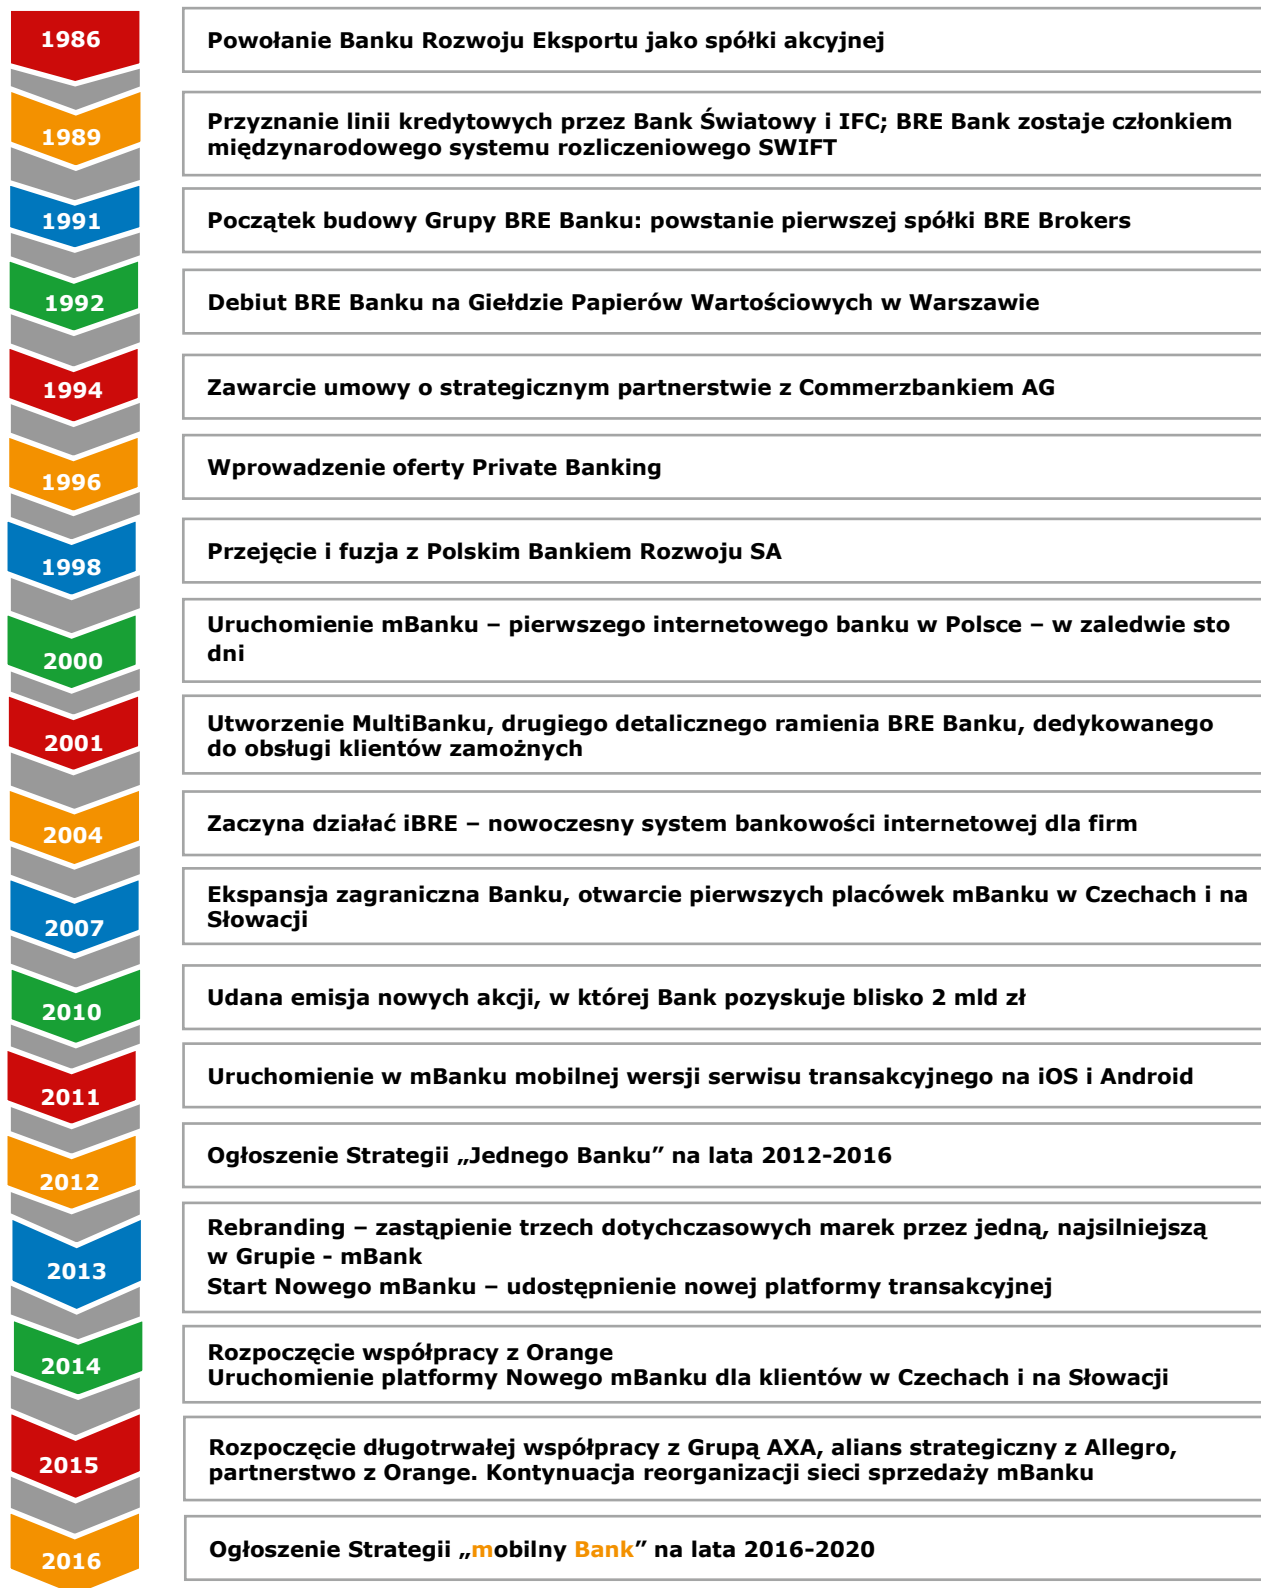 1986
Powołanie Banku Rozwoju Eksportu jako spółki akcyjnej
1989
Przyznanie linii kredytowych przez Bank Światowy i IFC; BRE Bank zostaje członkiem
międzynarodowego systemu rozliczeniowego SWIFT
1991
Początek budowy Grupy BRE Banku: powstanie pierwszej spółki BRE Brokers
1992
Debiut BRE Banku na Giełdzie Papierów Wartościowych w Warszawie
1994
Zawarcie umowy o strategicznym partnerstwie z Commerzbankiem AG
1996
Wprowadzenie oferty Private Banking
1998
Przejęcie i fuzja z Polskim Bankiem Rozwoju SA
2000
Uruchomienie mBanku – pierwszego internetowego banku w Polsce – w zaledwie sto
dni
2001
Utworzenie MultiBanku, drugiego detalicznego ramienia BRE Banku, dedykowanego
do obsługi klientów zamożnych
2004
Zaczyna działać iBRE – nowoczesny system bankowości internetowej dla firm
2007
Ekspansja zagraniczna Banku, otwarcie pierwszych placówek mBanku w Czechach i na
Słowacji
2010
Udana emisja nowych akcji, w której Bank pozyskuje blisko 2 mld zł
2011
Uruchomienie w mBanku mobilnej wersji serwisu transakcyjnego na iOS i Android
2012
Ogłoszenie Strategii „Jednego Banku” na lata 2012-2016
2013
Rebranding – zastąpienie trzech dotychczasowych marek przez jedną, najsilniejszą
w Grupie - mBank
Start Nowego mBanku – udostępnienie nowej platformy transakcyjnej
2014
Rozpoczęcie współpracy z Orange
Uruchomienie platformy Nowego mBanku dla klientów w Czechach i na Słowacji
2015
Rozpoczęcie długotrwałej współpracy z Grupą AXA, alians strategiczny z Allegro,
partnerstwo z Orange. Kontynuacja reorganizacji sieci sprzedaży mBanku
2016
Ogłoszenie Strategii „mobilny Bank” na lata 2016-2020